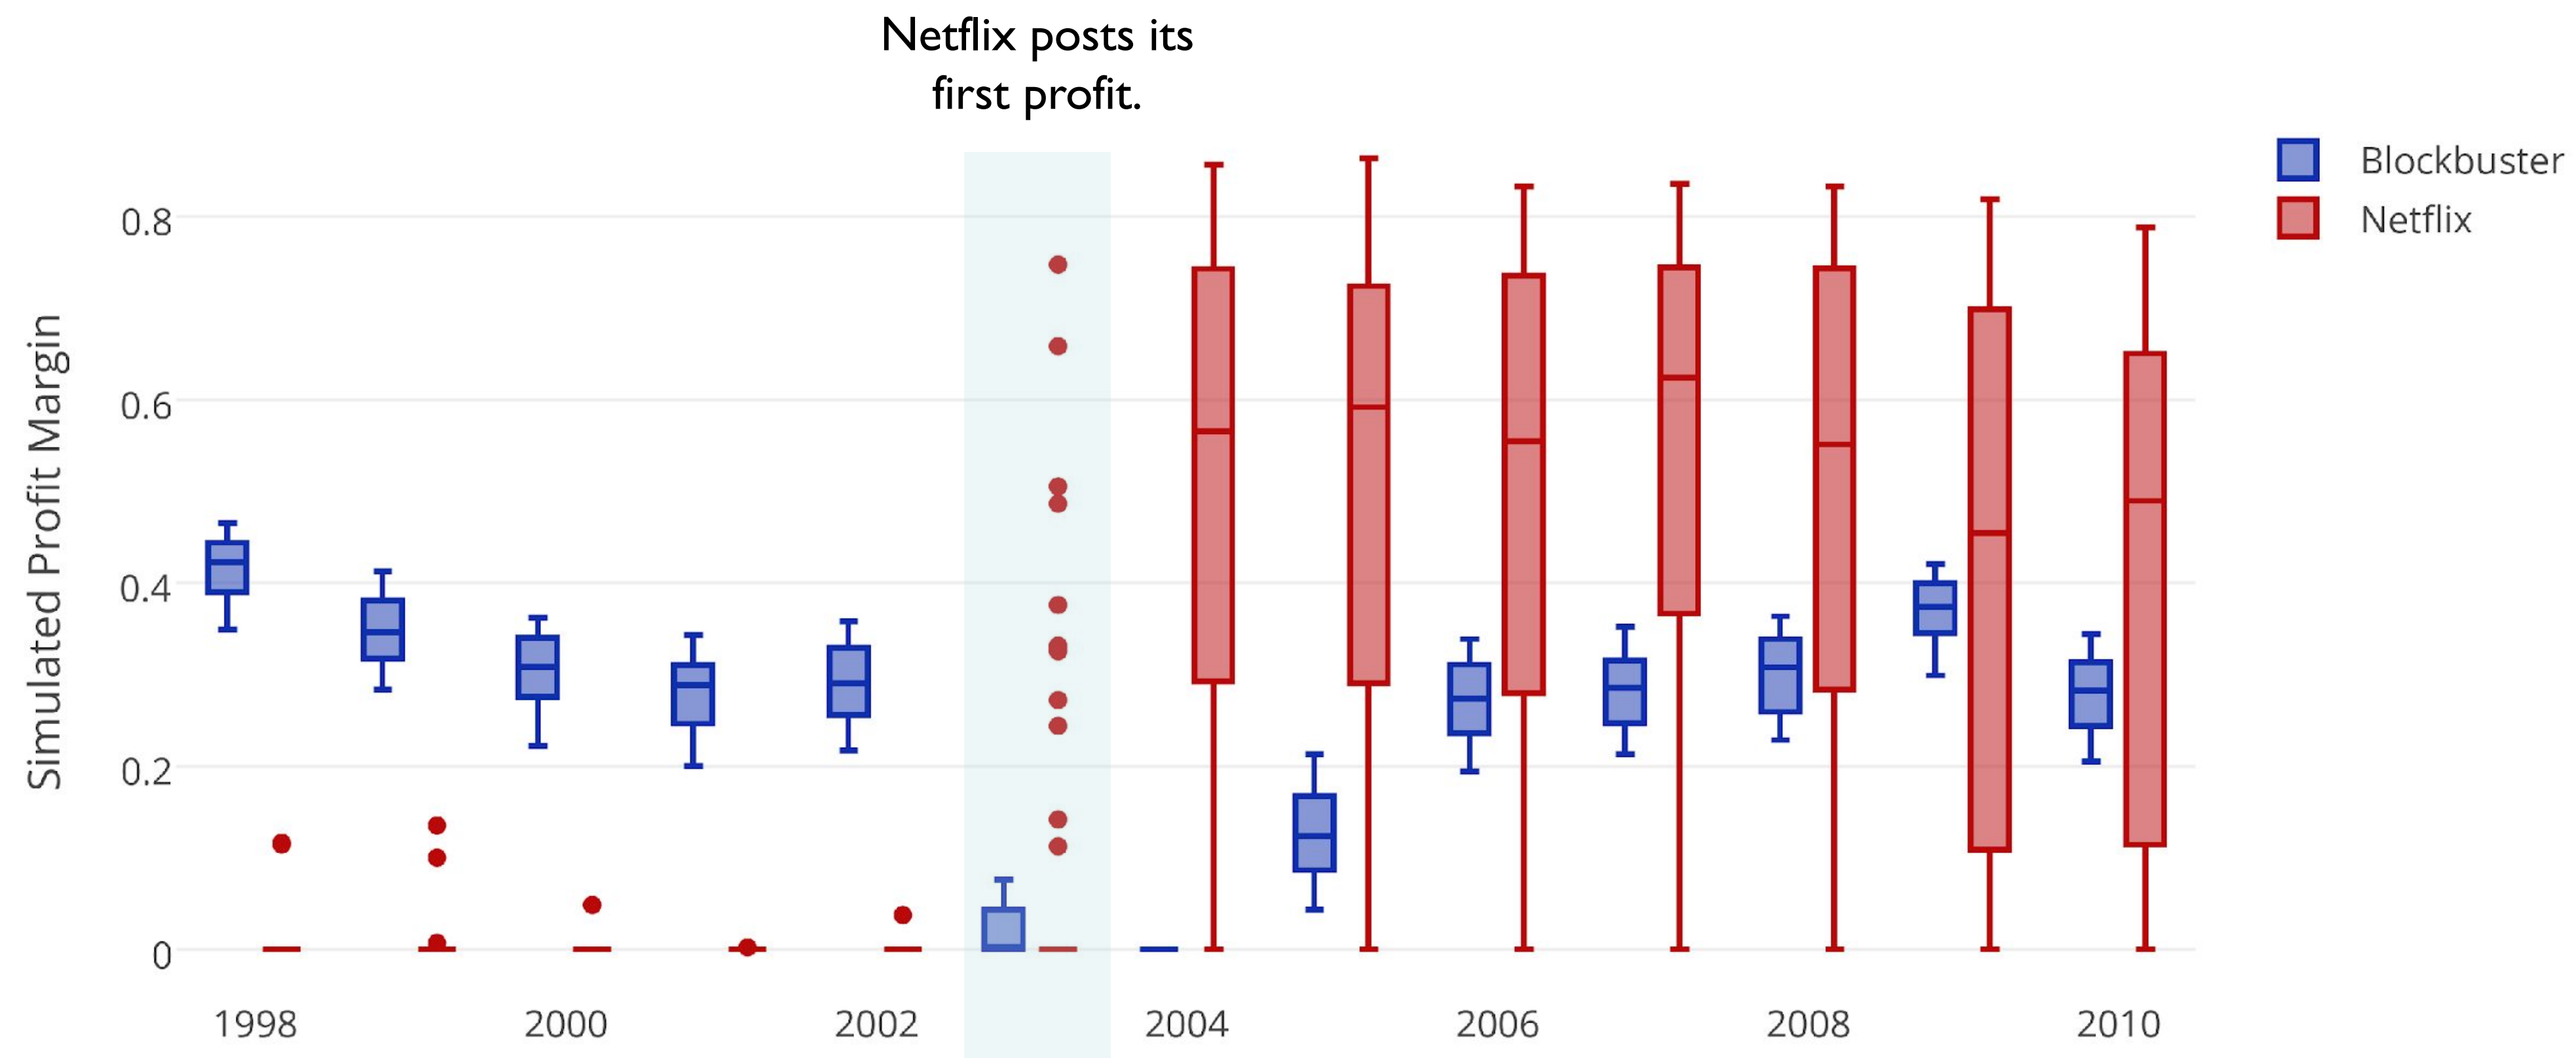 Netflix posts its
first profit.
Blockbuster
Netflix
Simulated Profit Margin
0.8
0.6
0.4
0.2
0
1998 2000 2002 2004 2006 2008 2010